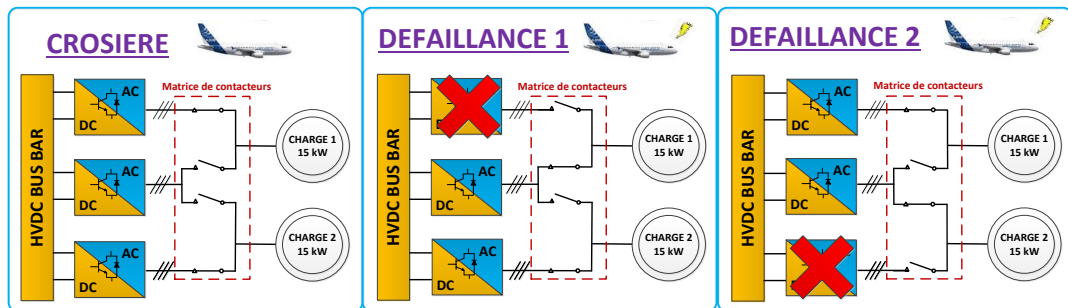 CROSIERE
Matrice de contacteurs
HVDC BUS BAR
AC
DC
AC
DC
AC
DC
CHARGE 1
15 kW
CHARGE 2
15 kW
DEFAILLANCE 1
Matrice de contacteurs
HVDC BUS BAR
AC
DC
AC
DC
CHARGE 1
15 kW
CHARGE 2
15 kW
DEFAILLANCE 2
Matrice de contacteurs
HVDC BUS BAR
AC
DC
AC
DC
CHARGE 1
15 kW
CHARGE 2
15 kW